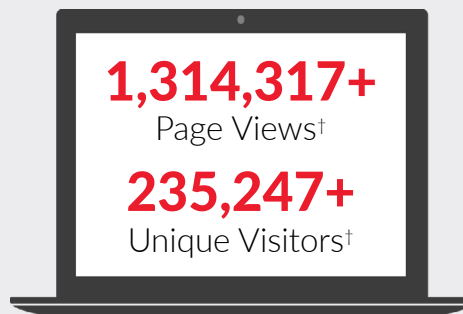 1,314,317+
Page Views†
235,247+
Unique Visitors†